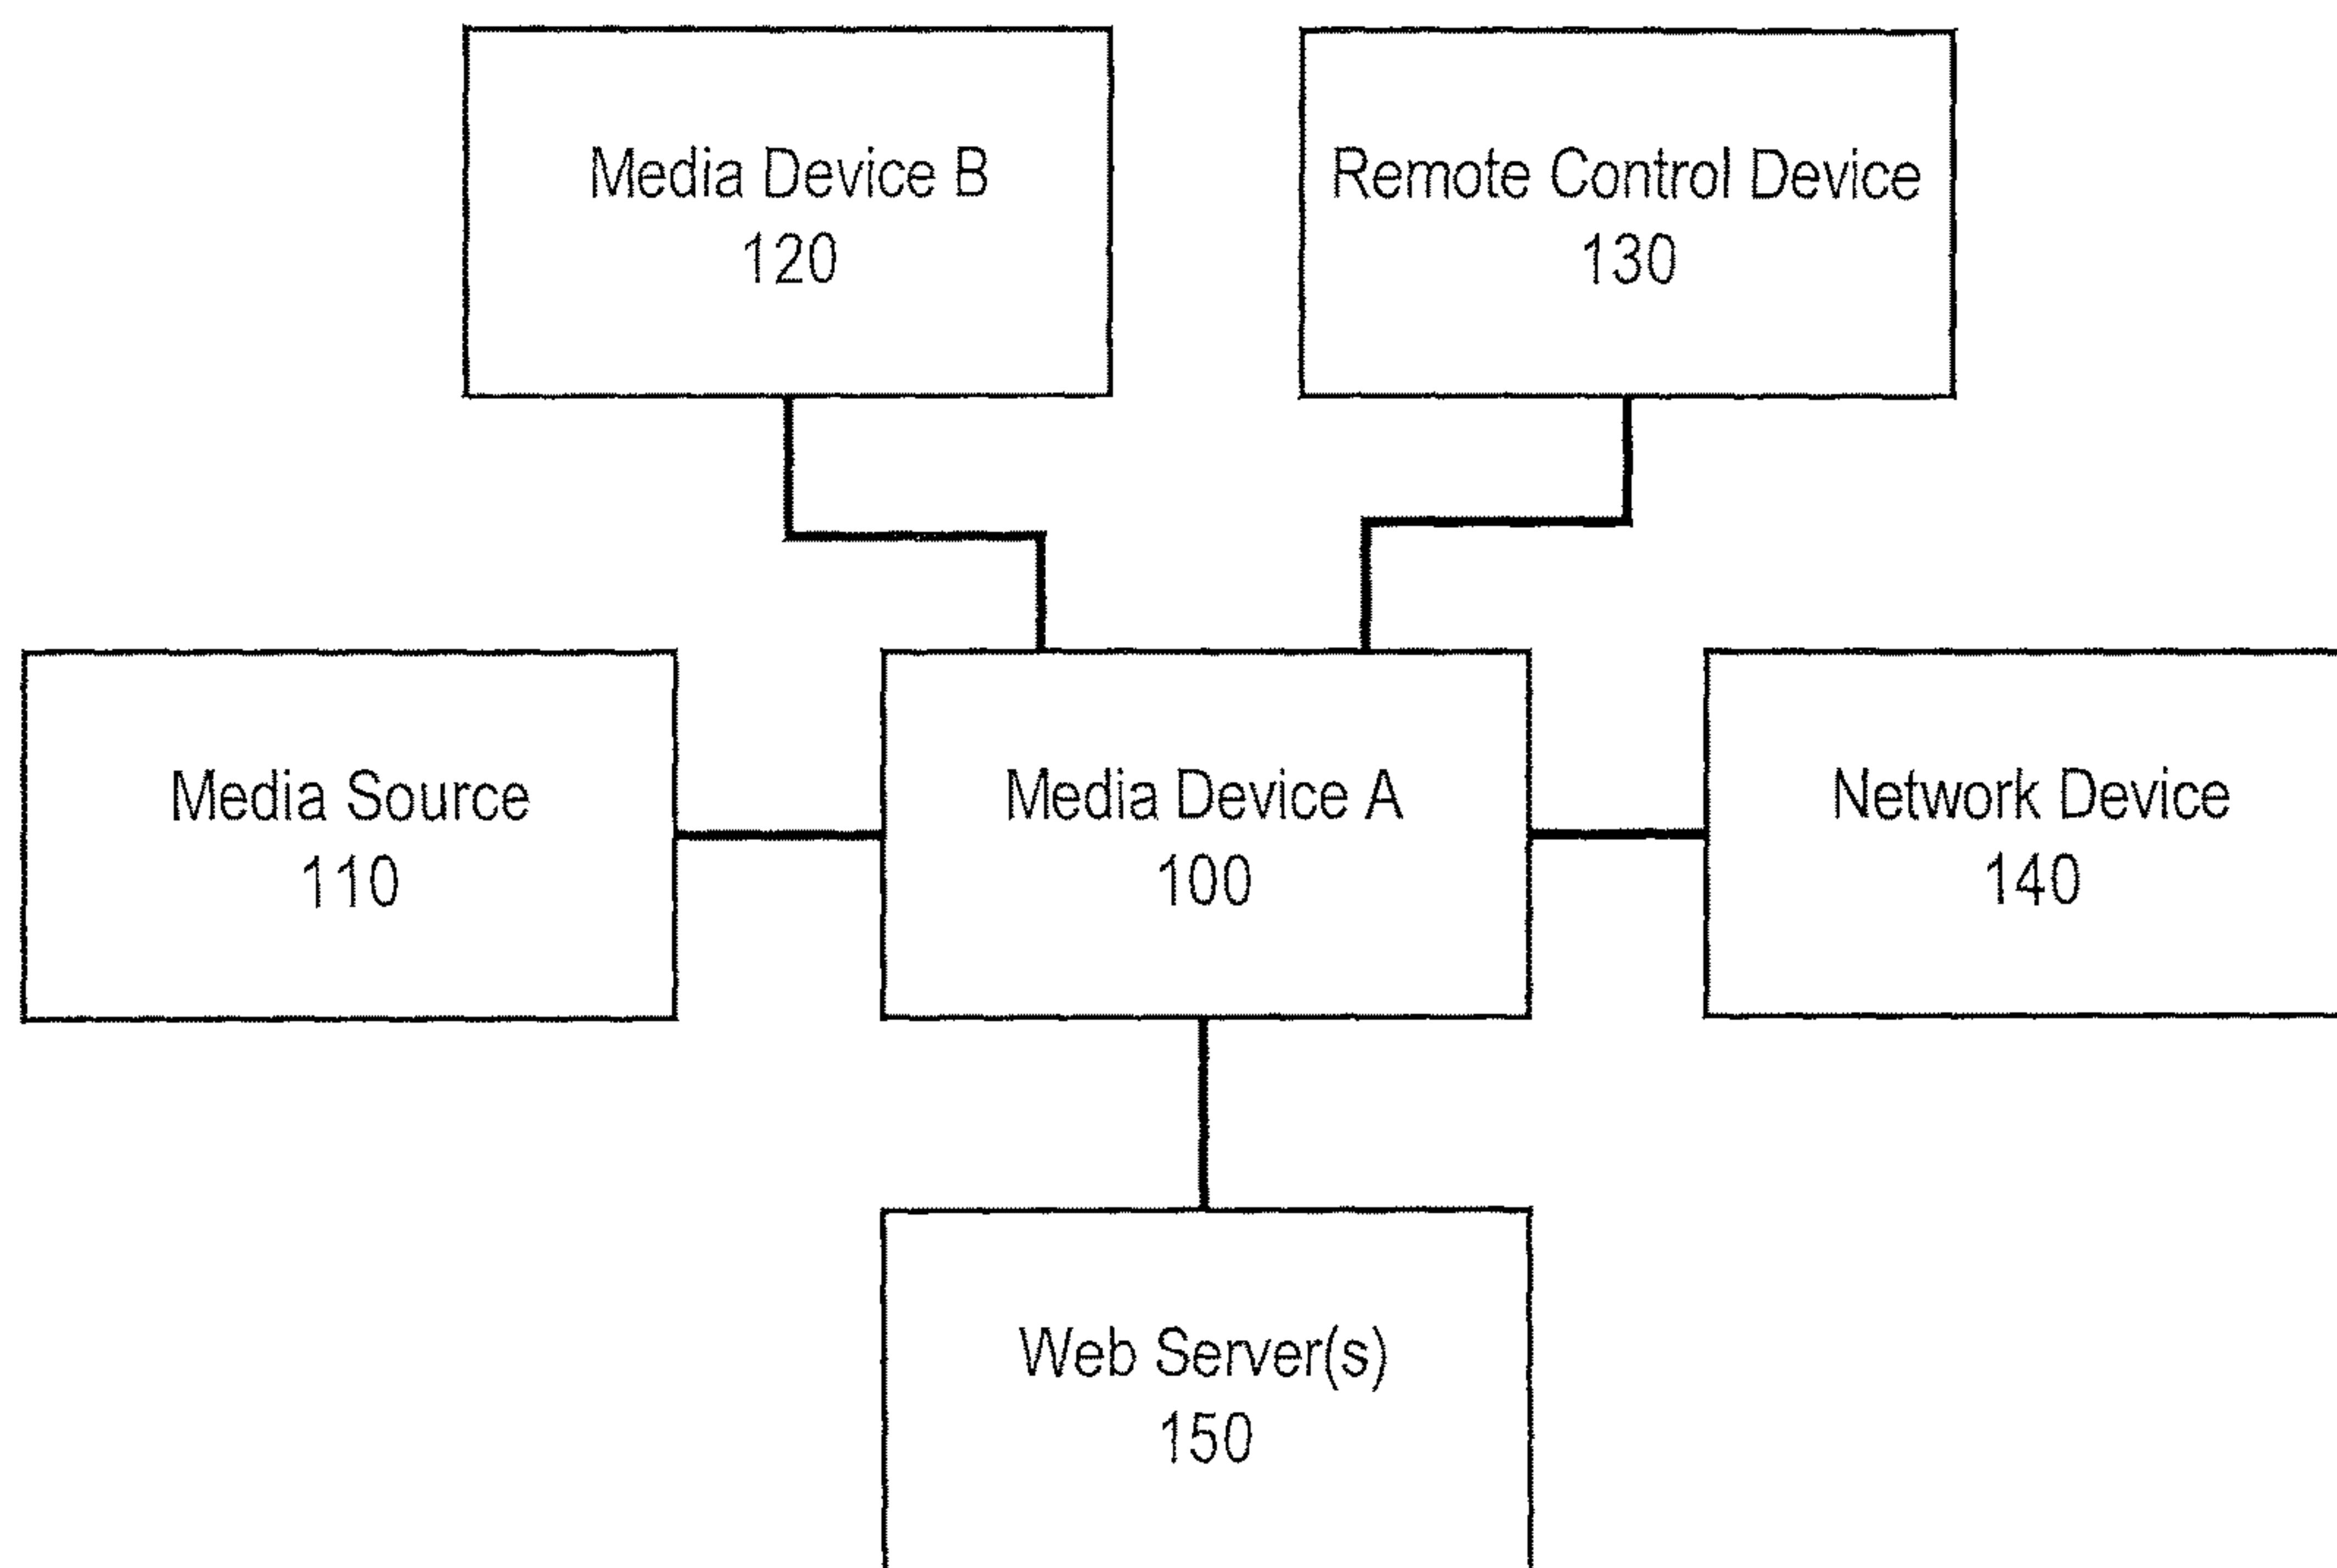 Media Device B
120
Remote Control Device
130
Media Source
110
Media Device A
100
Network Device
140
Web Server(s)
150